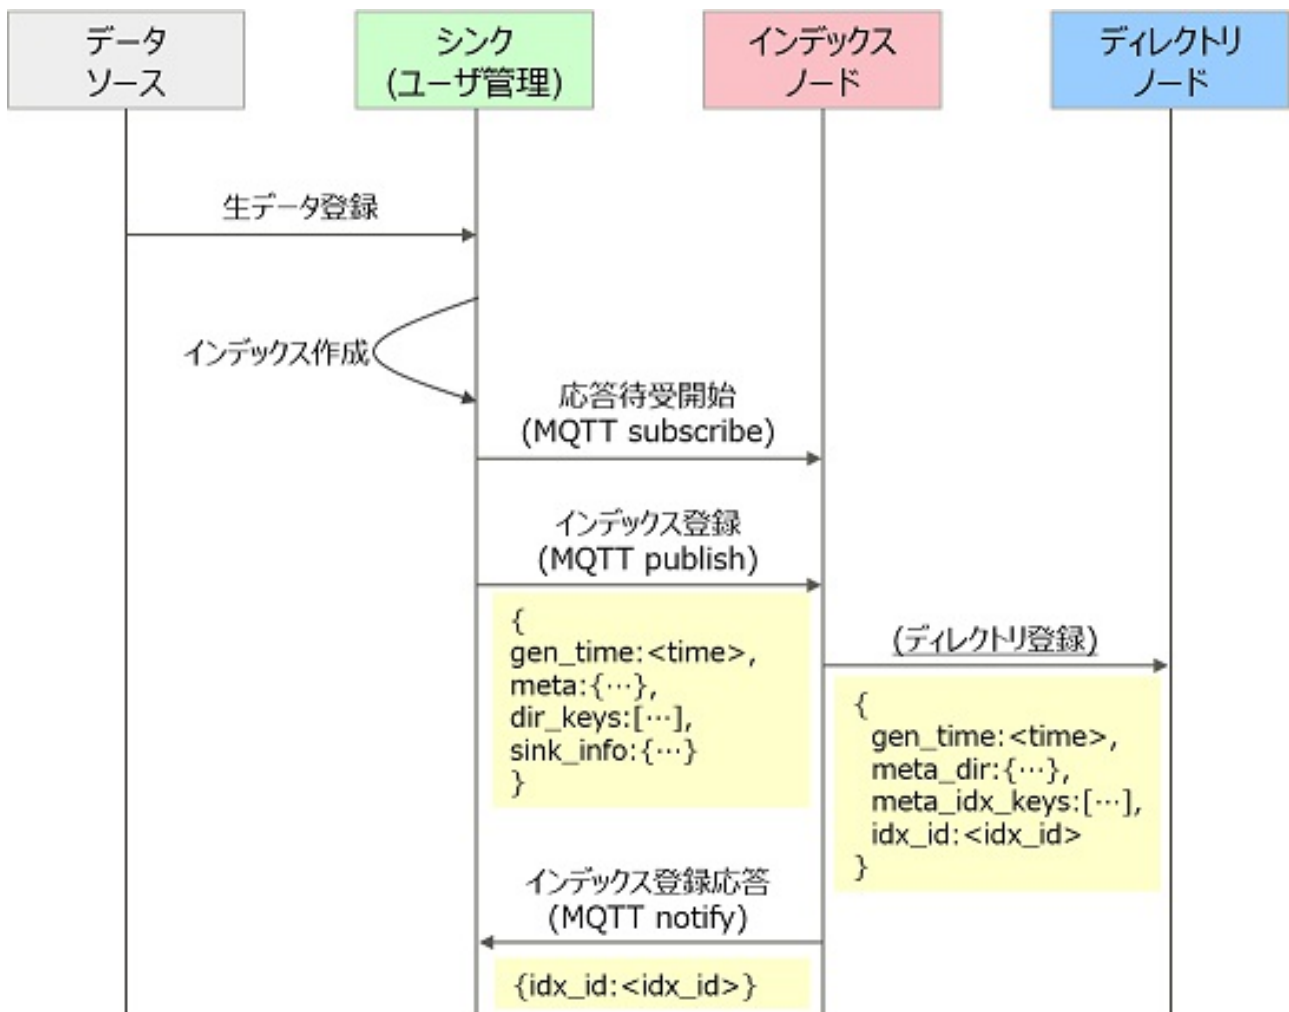 データ
ソース
シンク
(ユーザ管理)
インデックス
ノード
ディレクトリ
ノード
生データ登録
インデックス作成
応答待受開始
(MQTT subscribe)
インデックス登録
(MQTT publish)
{
gen_time:<time>,
meta:{…},
dir_keys:[…],
sink_info:{…}
}
(ディレクトリ登録)
{
gen_time:<time>,
meta_dir:{…},
meta_idx_keys:[…],
idx_id:<idx_id>
}
インデックス登録応答
(MQTT notify)
{idx_id:<idx_id>}